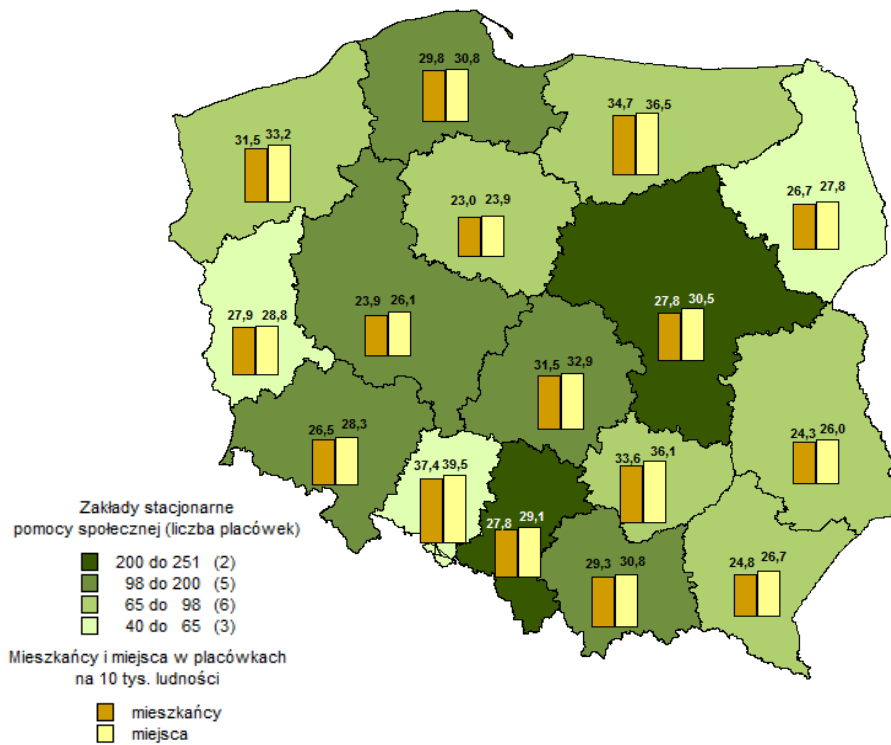 29,8 30,8
34,7 36,5
31,5 33,2
23,0 23,9
26,7 27,8
27,9 28,8
23,9 26,1
27,8 30,5
31,5 32,9
26,5 28,3
24,3 26,0
37,4 39,5
33,6 36,1
27,8 29,1
29,3 30,8
24,8 26,7
Zakłady stacjonarne
pomocy społecznej (liczba placówek)
200 do 251 (2)
98 do 200 (5)
65 do 98 (6)
40 do 65 (3)
Mieszkańcy i miejsca w placówkach
na 10 tys. ludności
mieszkańcy
miejsca